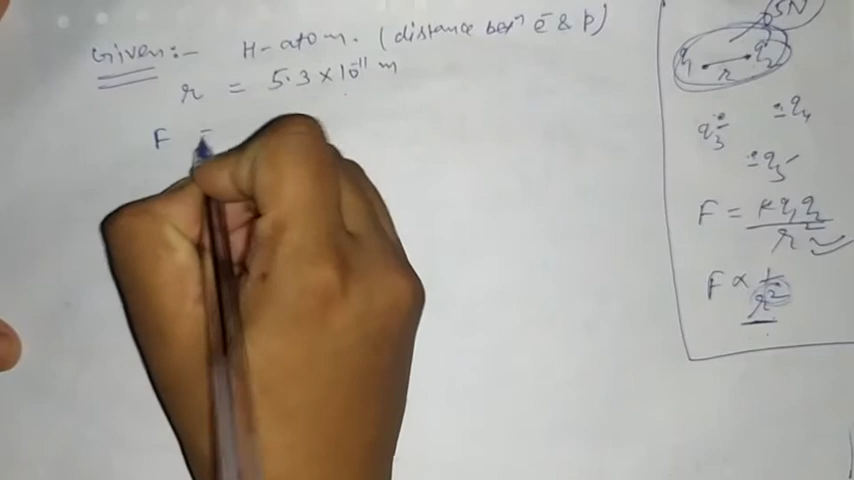 Given:- H-atom. (distance betⁿ e⁻ & p)
r = 5.3×10⁻¹¹ m
F =
5N
q₁ r q₂
q₃ q₄
q₅
F = Kq₁q₂ / r²
F ∝ 1/r²